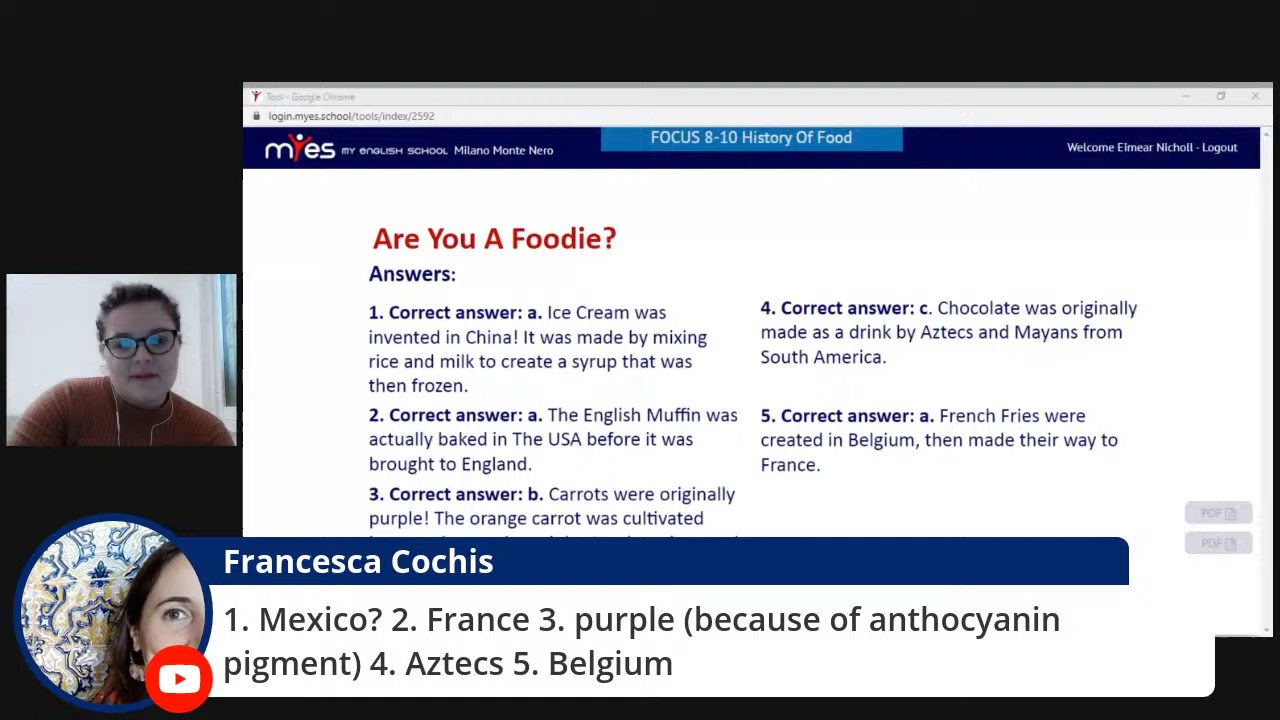 Tool - Google Chrome
login.myes.school/tools/index/2592
myes MY ENGLISH SCHOOL Milano Monte Nero
FOCUS 8-10 History Of Food
Welcome Eimear Nicholl - Logout
Are You A Foodie?
Answers:
1. Correct answer: a. Ice Cream was
invented in China! It was made by mixing
rice and milk to create a syrup that was
then frozen.
2. Correct answer: a. The English Muffin was
actually baked in The USA before it was
brought to England.
3. Correct answer: b. Carrots were originally
purple! The orange carrot was cultivated
4. Correct answer: c. Chocolate was originally
made as a drink by Aztecs and Mayans from
South America.
5. Correct answer: a. French Fries were
created in Belgium, then made their way to
France.
PDF
PDF
Francesca Cochis
1. Mexico? 2. France 3. purple (because of anthocyanin
pigment) 4. Aztecs 5. Belgium